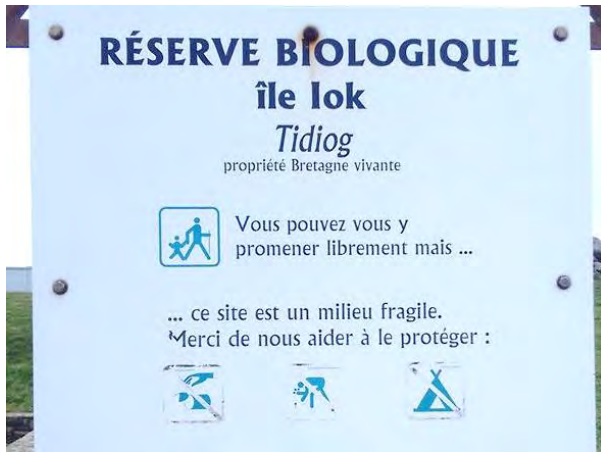 RÉSERVE BIOLOGIQUE
île Iok
Tidiog
propriété Bretagne vivante
Vous pouvez vous y
promener librement mais ...
... ce site est un milieu fragile.
Merci de nous aider à le protéger :